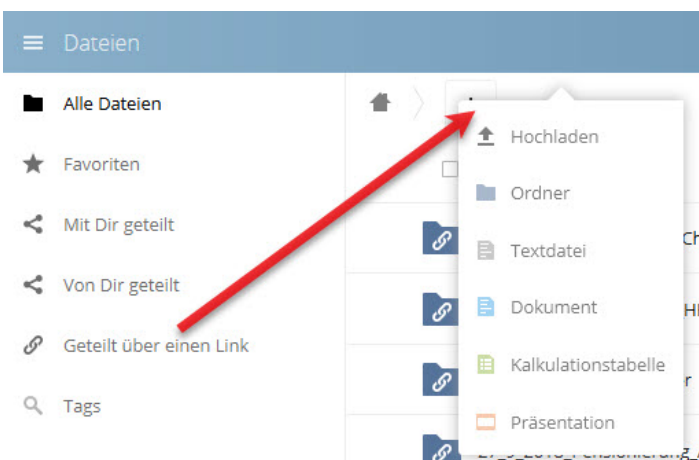 Dateien
Alle Dateien
Favoriten
Mit Dir geteilt
Von Dir geteilt
Geteilt über einen Link
Tags
Hochladen
Ordner
Textdatei
Dokument
Kalkulationstabelle
Präsentation